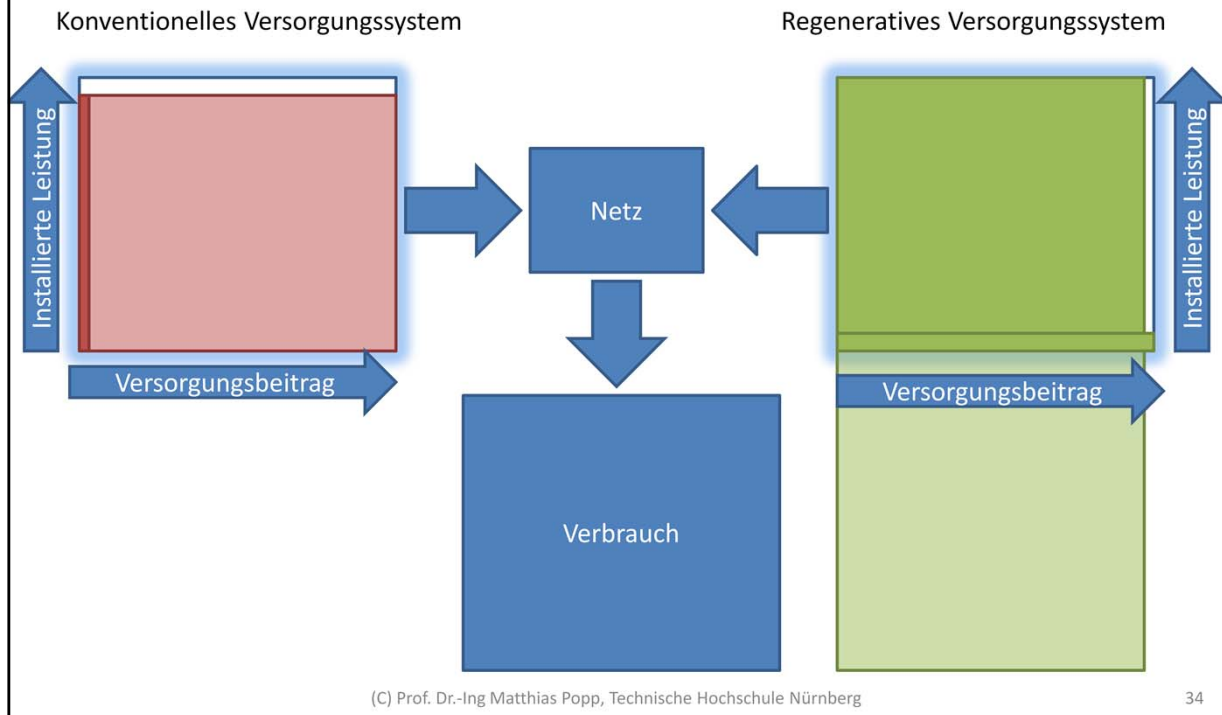 Konventionelles Versorgungssystem
Regeneratives Versorgungssystem
Installierte Leistung
Versorgungsbeitrag
Netz
Verbrauch
Installierte Leistung
Versorgungsbeitrag
(C) Prof. Dr.-Ing Matthias Popp, Technische Hochschule Nürnberg
34